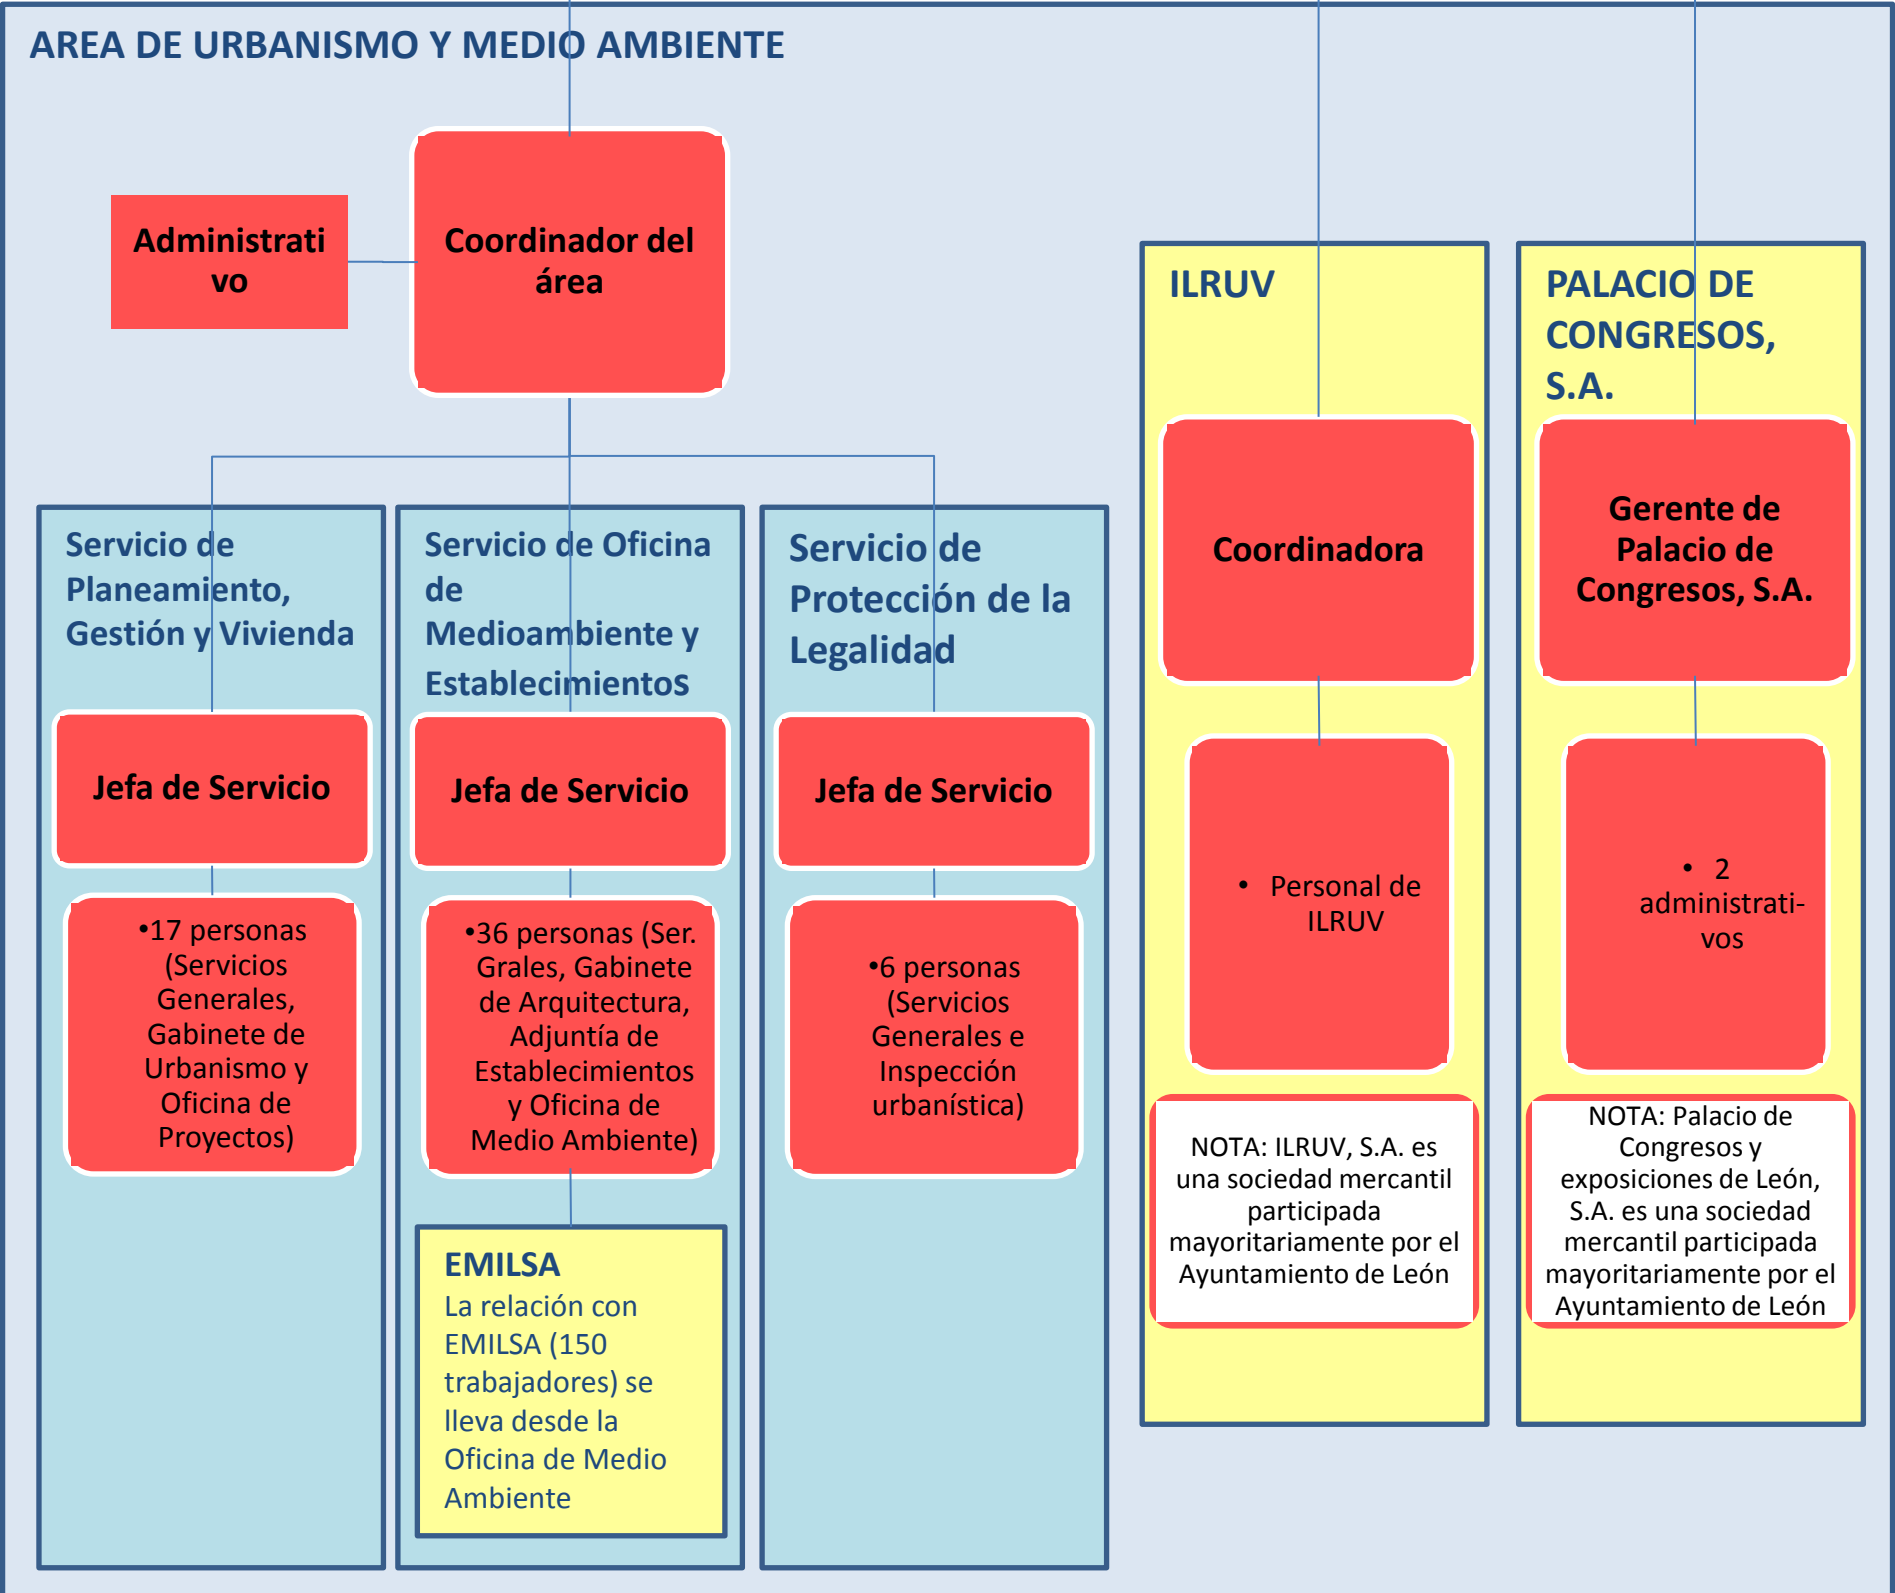 AREA DE URBANISMO Y MEDIO AMBIENTE
Administrati
vo
Coordinador del
área
Servicio de
Planeamiento,
Gestión y Vivienda
Jefa de Servicio
•17 personas
(Servicios
Generales,
Gabinete de
Urbanismo y
Oficina de
Proyectos)
Servicio de Oficina
de
Medioambiente y
Establecimientos
Jefa de Servicio
•36 personas (Ser.
Grales, Gabinete
de Arquitectura,
Adjuntía de
Establecimientos
y Oficina de
Medio Ambiente)
EMILSA
La relación con
EMILSA (150
trabajadores) se
lleva desde la
Oficina de Medio
Ambiente
Servicio de
Protección de la
Legalidad
Jefa de Servicio
•6 personas
(Servicios
Generales e
Inspección
urbanística)
ILRUV
Coordinadora
• Personal de
ILRUV
NOTA: ILRUV, S.A. es
una sociedad mercantil
participada
mayoritariamente por el
Ayuntamiento de León
PALACIO DE
CONGRESOS,
S.A.
Gerente de
Palacio de
Congresos, S.A.
• 2
administrati-
vos
NOTA: Palacio de
Congresos y
exposiciones de León,
S.A. es una sociedad
mercantil participada
mayoritariamente por el
Ayuntamiento de León